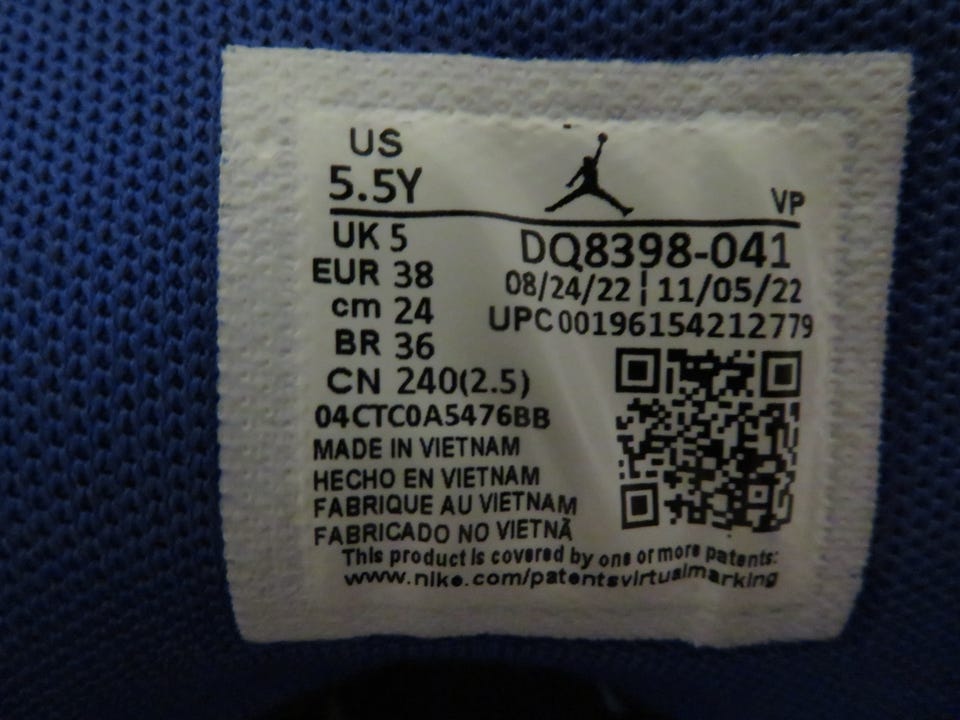 US
5.5Y
VP
UK 5
EUR 38
cm 24
BR 36
CN 240(2.5)
DQ8398-041
08/24/22 | 11/05/22
UPC00196154212779
04CTC0A5476BB
MADE IN VIETNAM
HECHO EN VIETNAM
FABRIQUE AU VIETNAM
FABRICADO NO VIETNÃ
This product is covered by one or more patents:
www.nike.com/patentsvirtualmarking